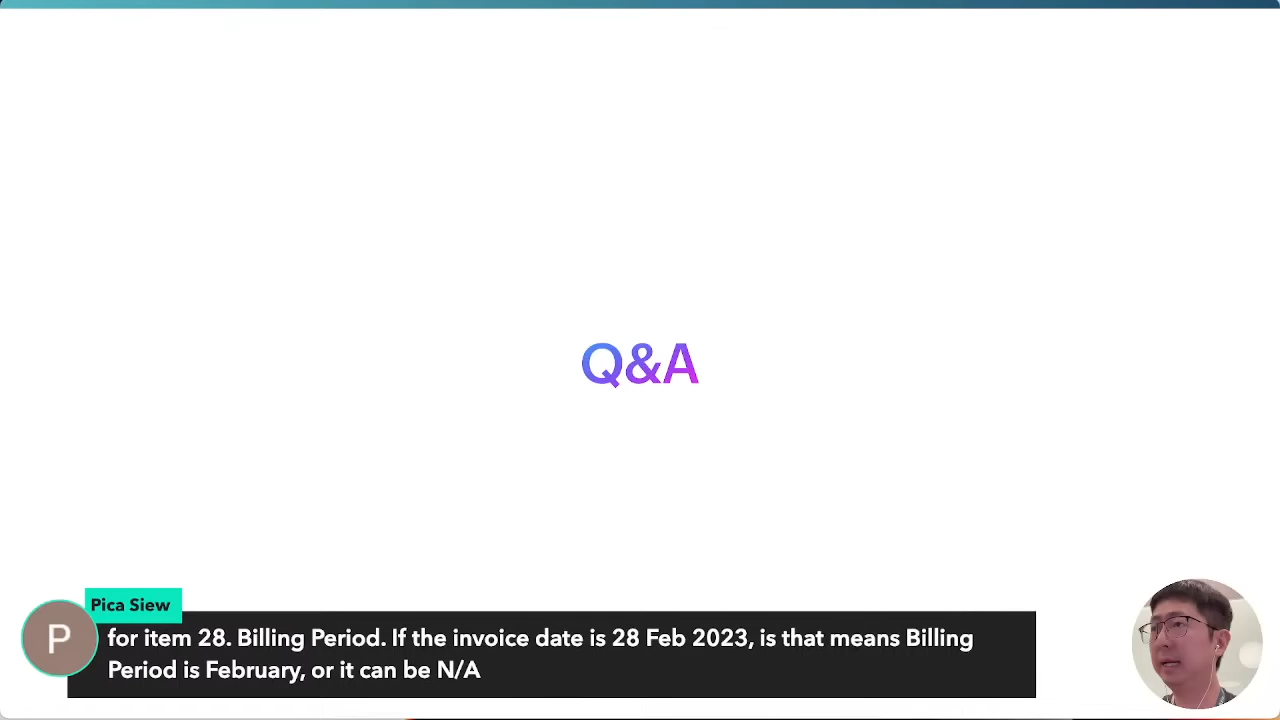 Q&A
Pica Siew
P
for item 28. Billing Period. If the invoice date is 28 Feb 2023, is that means Billing
Period is February, or it can be N/A